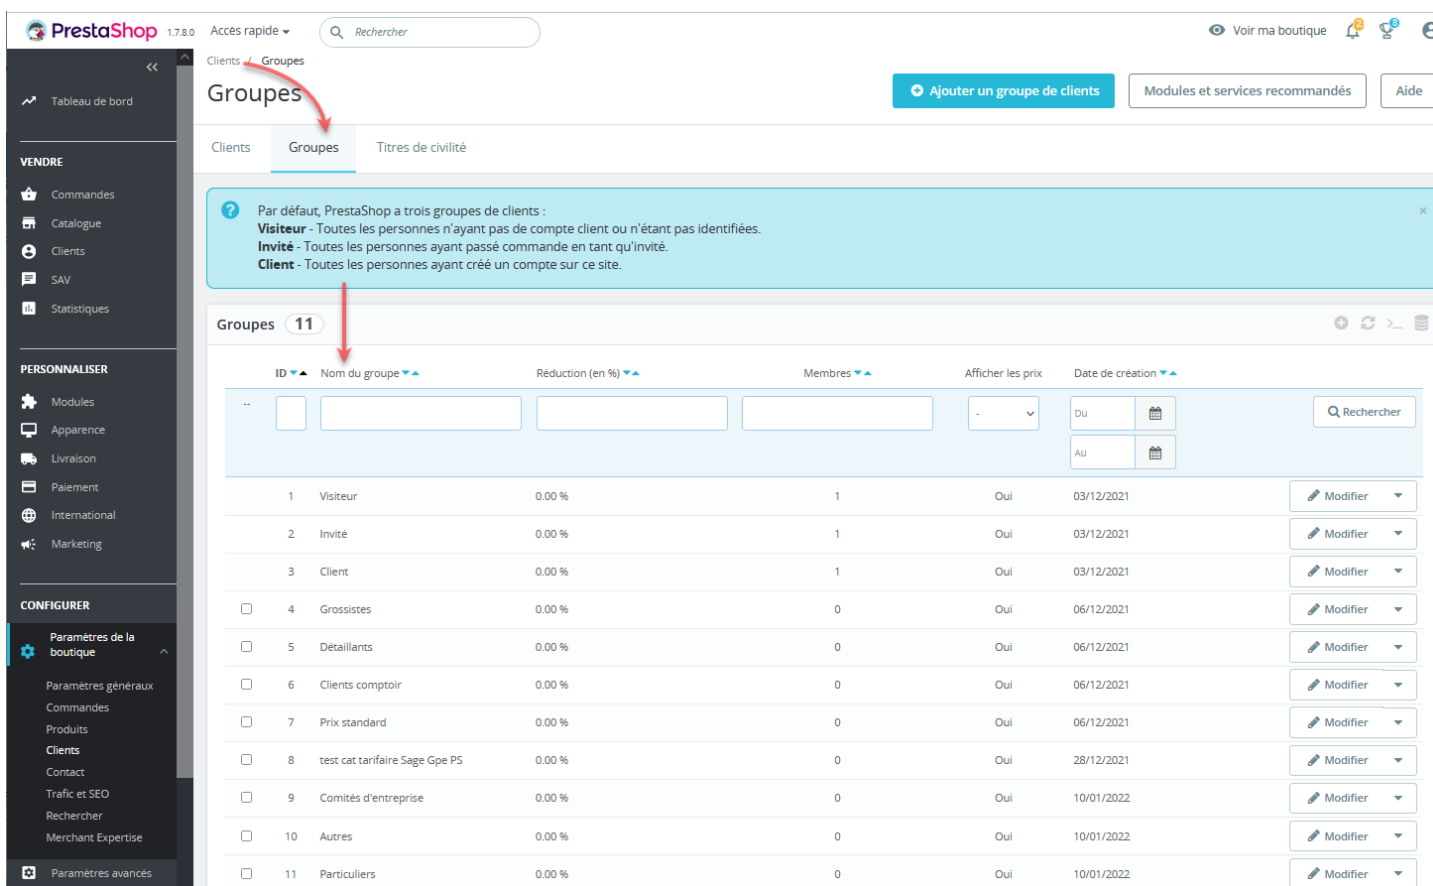 PrestaShop 1.7.8.0 Accès rapide Rechercher Voir ma boutique 2 8
Clients / Groupes
Groupes
Ajouter un groupe de clients Modules et services recommandés Aide
Clients Groupes Titres de civilité
Tableau de bord
VENDRE
Commandes
Catalogue
Clients
SAV
Statistiques
PERSONNALISER
Modules
Apparence
Livraison
Paiement
International
Marketing
CONFIGURER
Paramètres de la
boutique
Paramètres généraux
Commandes
Produits
Clients
Contact
Trafic et SEO
Rechercher
Merchant Expertise
Paramètres avancés
Par défaut, PrestaShop a trois groupes de clients :
Visiteur - Toutes les personnes n'ayant pas de compte client ou n'étant pas identifiées.
Invité - Toutes les personnes ayant passé commande en tant qu'invité.
Client - Toutes les personnes ayant créé un compte sur ce site.
Groupes 11
ID Nom du groupe Réduction (en %) Membres Afficher les prix Date de création
-- - Du Rechercher
Au
1 Visiteur 0.00 % 1 Oui 03/12/2021 Modifier
2 Invité 0.00 % 1 Oui 03/12/2021 Modifier
3 Client 0.00 % 1 Oui 03/12/2021 Modifier
4 Grossistes 0.00 % 0 Oui 06/12/2021 Modifier
5 Détaillants 0.00 % 0 Oui 06/12/2021 Modifier
6 Clients comptoir 0.00 % 0 Oui 06/12/2021 Modifier
7 Prix standard 0.00 % 0 Oui 06/12/2021 Modifier
8 test cat tarifaire Sage Gpe PS 0.00 % 0 Oui 28/12/2021 Modifier
9 Comités d'entreprise 0.00 % 0 Oui 10/01/2022 Modifier
10 Autres 0.00 % 0 Oui 10/01/2022 Modifier
11 Particuliers 0.00 % 0 Oui 10/01/2022 Modifier